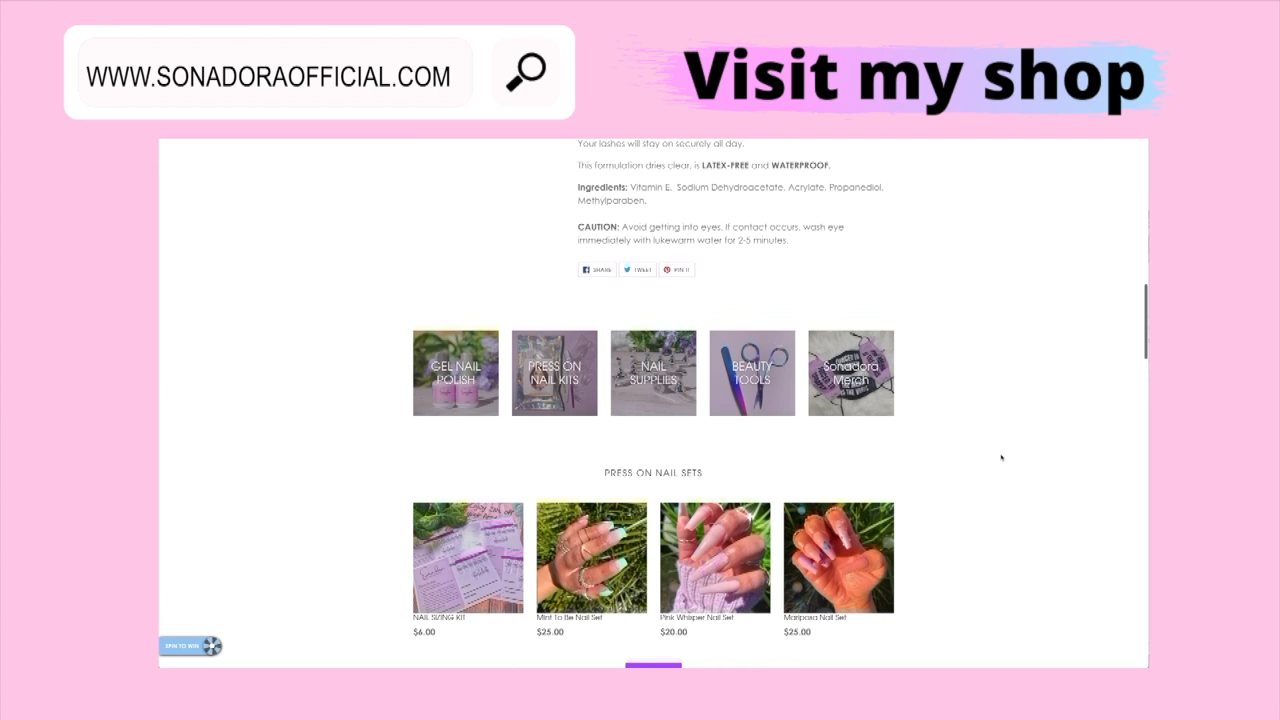 WWW.SONADORAOFFICIAL.COM
Visit my shop
Your lashes will stay on securely all day.
This formulation dries clear, is LATEX-FREE and WATERPROOF.
Ingredients: Vitamin E, Sodium Dehydroacetate, Acrylate, Propanediol,
Methylparaben.
CAUTION: Avoid getting into eyes. If contact occurs, wash eye
immediately with lukewarm water for 2-5 minutes.
SHARE TWEET PIN IT
GEL NAIL
POLISH
PRESS ON
NAIL KITS
NAIL
SUPPLIES
BEAUTY
TOOLS
Sonadora
Merch
PRESS ON NAIL SETS
NAIL SIZING KIT
$6.00
Mint To Be Nail Set
$25.00
Pink Whisper Nail Set
$20.00
Mariposa Nail Set
$25.00
SPIN TO WIN